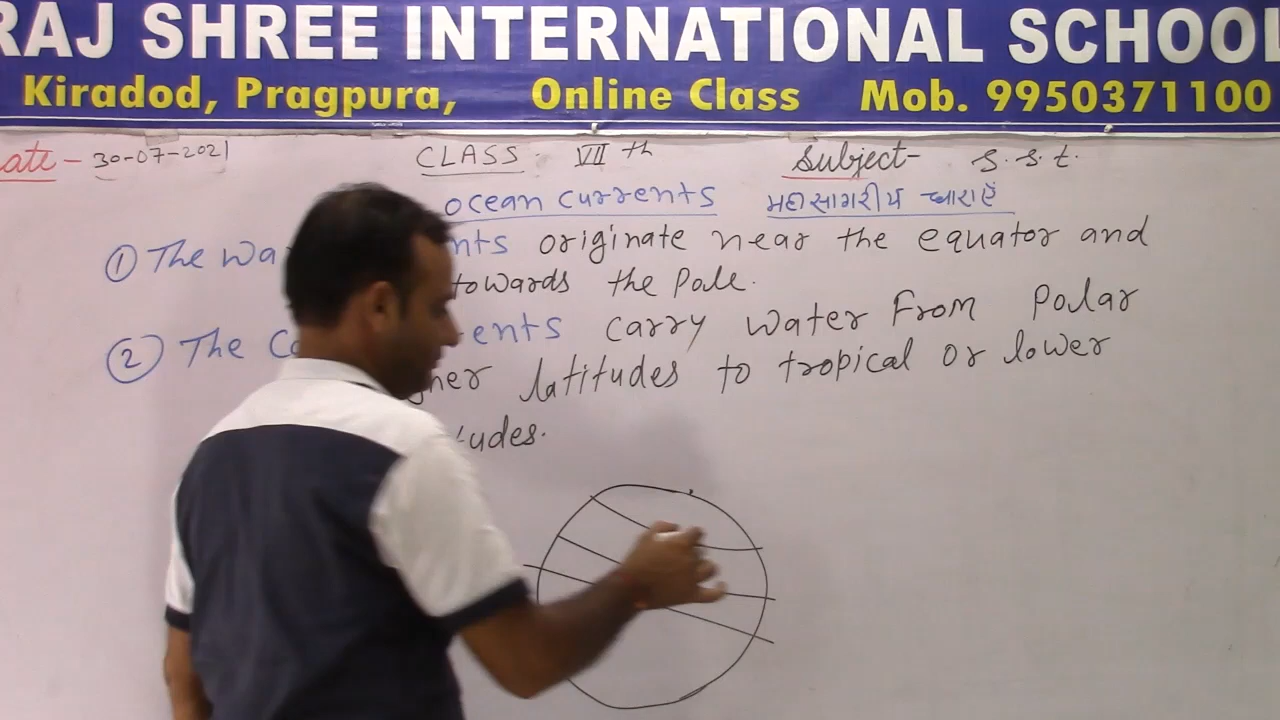 RAJ SHREE INTERNATIONAL SCHOOL
Kiradod, Pragpura, Online Class Mob. 9950371100
ate - 30-07-2021 CLASS VII th Subject- S.S.t.
ocean currents महासागरीय धाराएँ
① The Wa nts originate near the equator and
towards the Pole.
② The C ents carry water From Polar
her latitudes to tropical or lower
tudes.